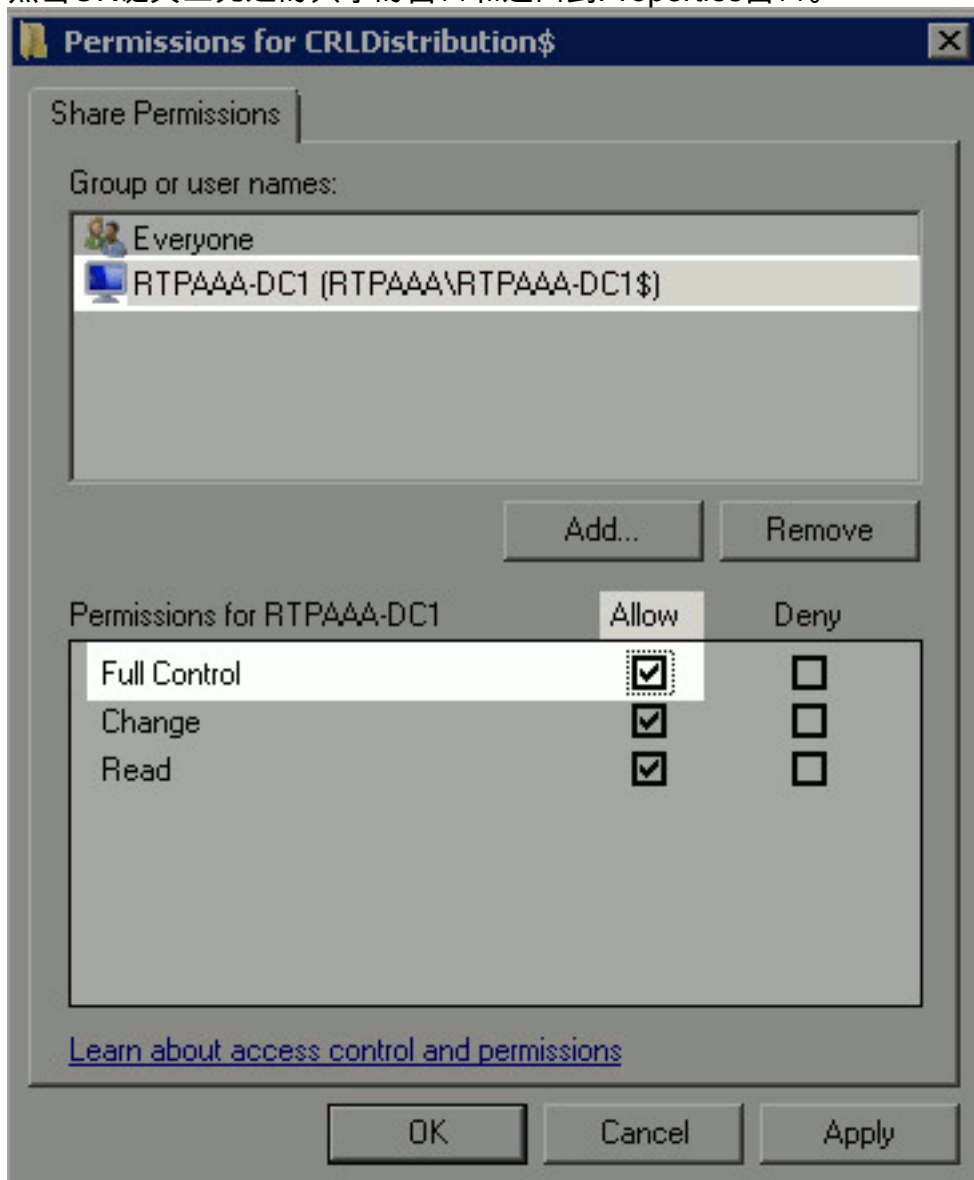 Properties
Permissions for CRLDistribution$
Share Permissions
Group or user names:
Everyone
RTPAAA-DC1 (RTPAAA\RTPAAA-DC1$)
Add... Remove
Permissions for RTPAAA-DC1 Allow Deny
Full Control
Change
Read
Learn about access control and permissions
OK Cancel Apply